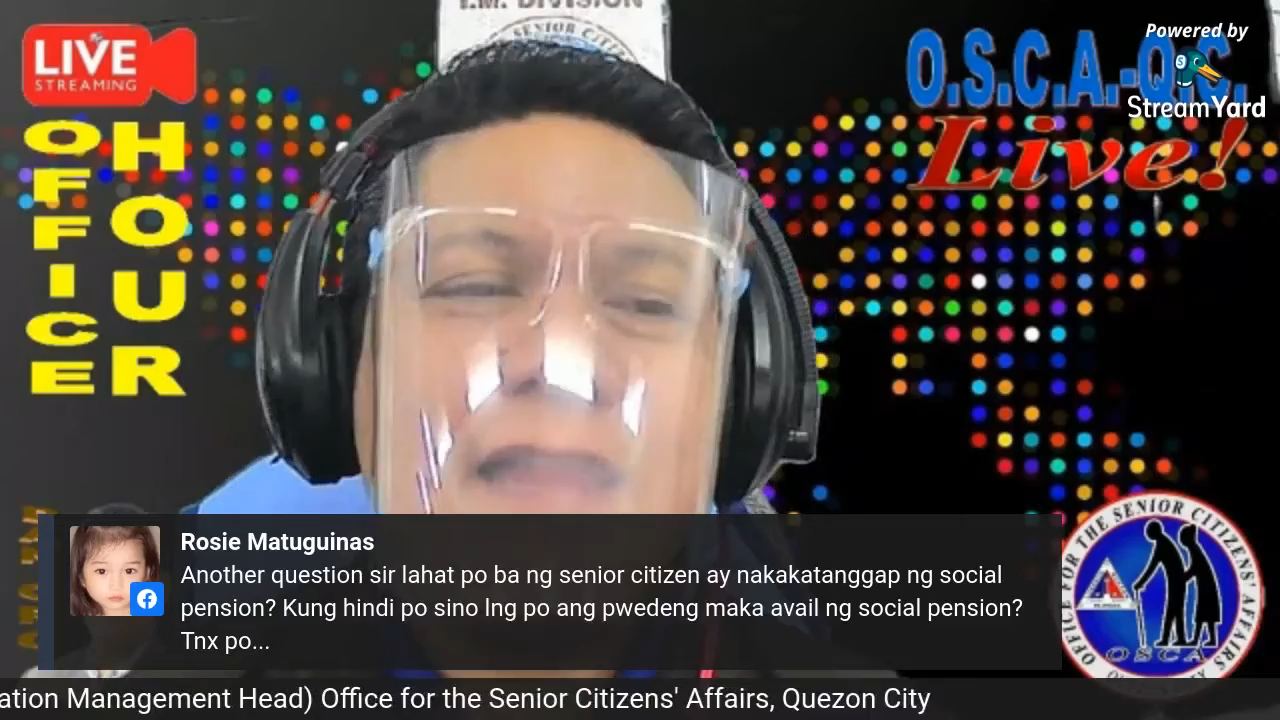 I.M. DIVISION
SENIOR CITIZEN
LIVE
STREAMING
OFFICE
HOUR
O.S.C.A.-Q.C.
Live!
Powered by
StreamYard
Rosie Matuguinas
Another question sir lahat po ba ng senior citizen ay nakakatanggap ng social
pension? Kung hindi po sino lng po ang pwedeng maka avail ng social pension?
Tnx po...
OFFICE FOR THE SENIOR CITIZENS' AFFAIRS
OSCA
ation Management Head) Office for the Senior Citizens' Affairs, Quezon City